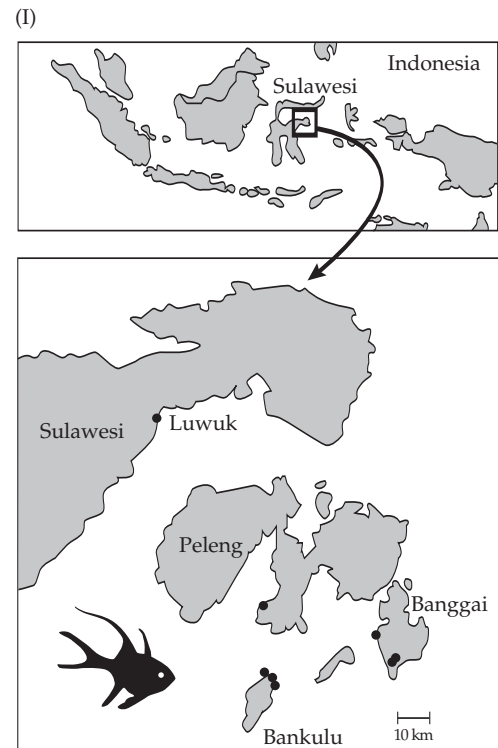 (I)
Indonesia
Sulawesi
Sulawesi
Luwuk
Peleng
Banggai
Bankulu
10 km